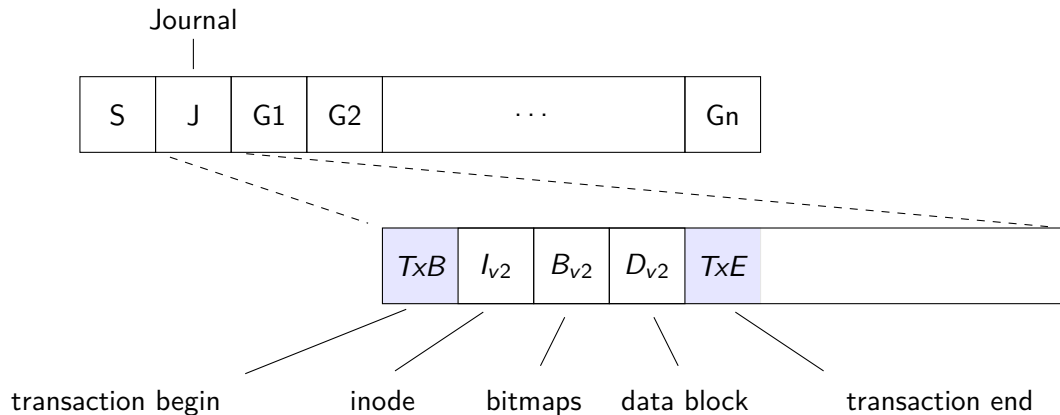 Journal
S J G1 G2 ··· Gn
TxB Iv2 Bv2 Dv2 TxE
transaction begin inode bitmaps data block transaction end